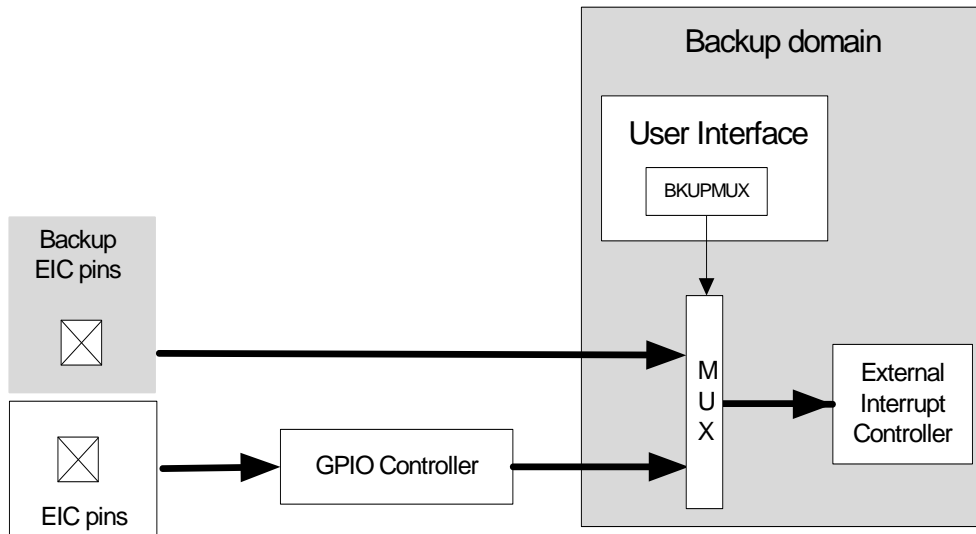 Backup domain
User Interface
BKUPMUX
Backup
EIC pins
M
U
X
External
Interrupt
Controller
GPIO Controller
EIC pins